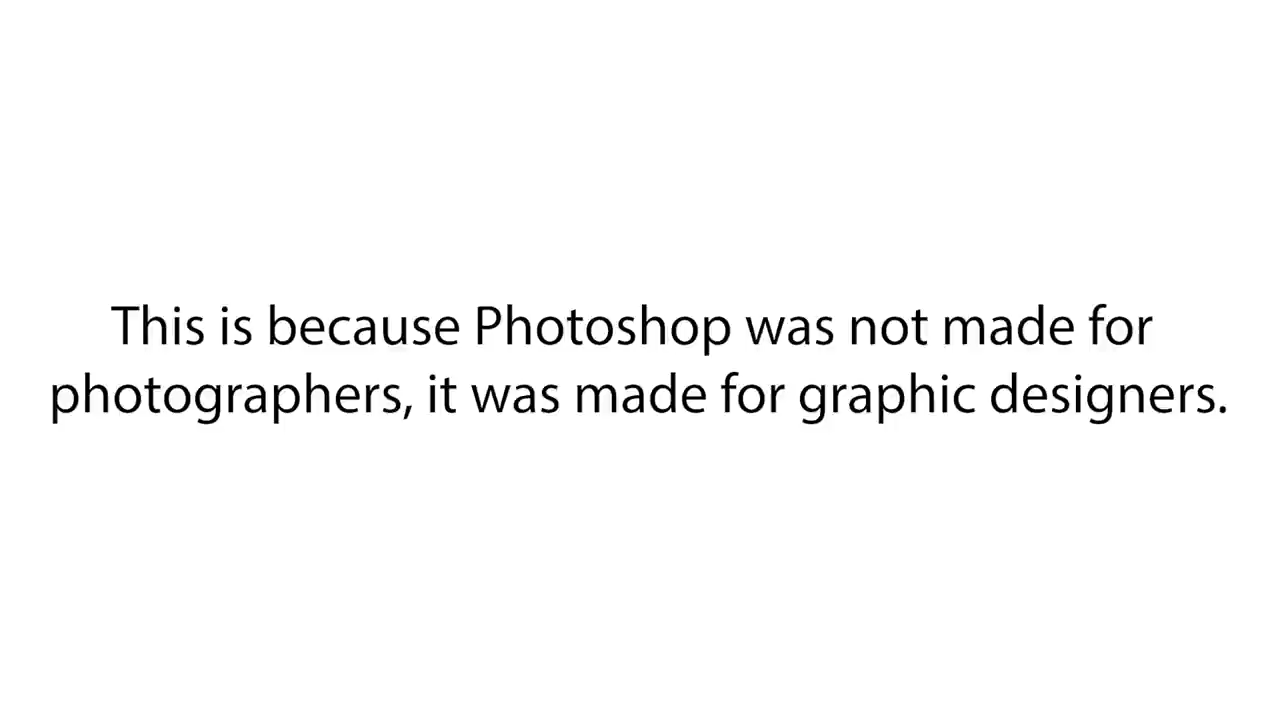 This is because Photoshop was not made for
photographers, it was made for graphic designers.